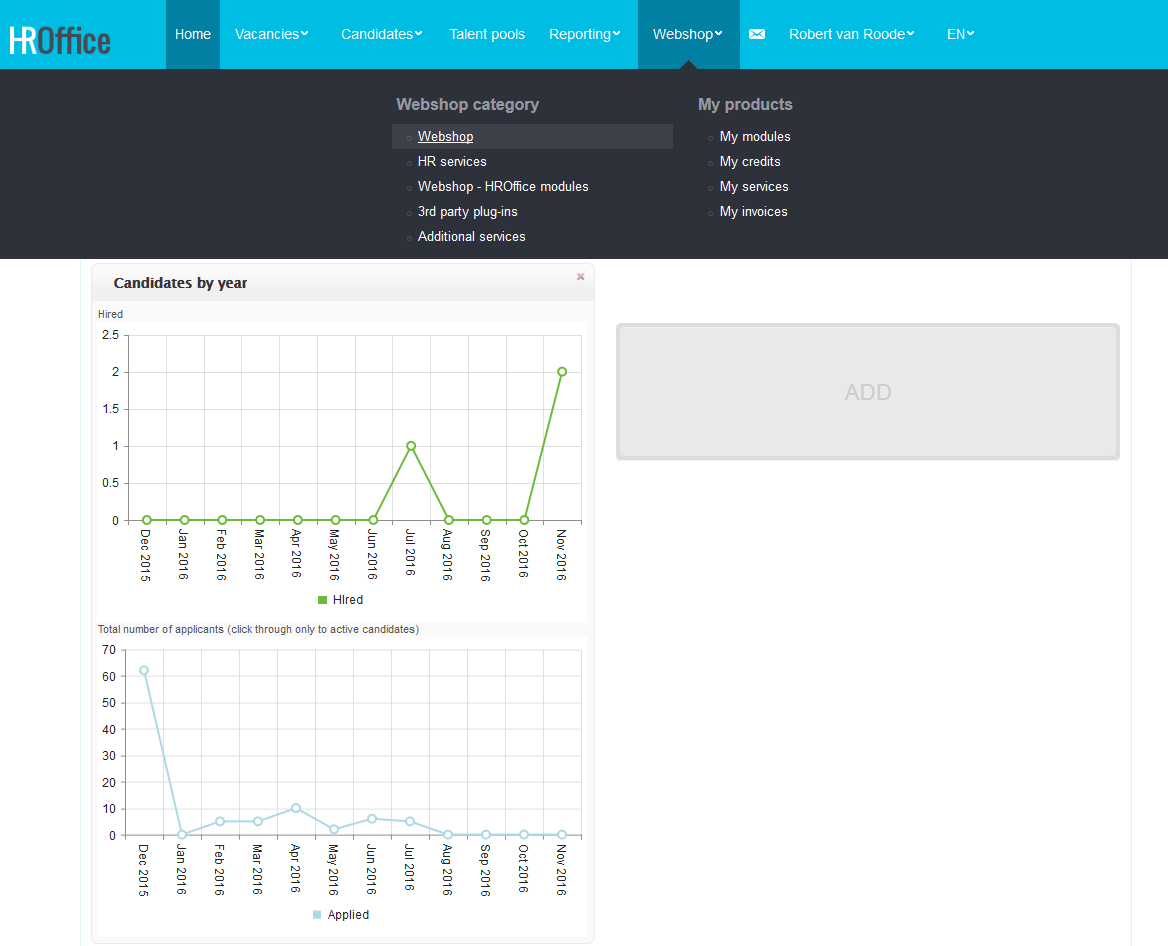 HROffice Home Vacancies Candidates Talent pools Reporting Webshop Robert van Roode EN
Webshop category
Webshop
HR services
Webshop - HROffice modules
3rd party plug-ins
Additional services
My products
My modules
My credits
My services
My invoices
Candidates by year
Hired
2.5
2
1.5
1
0.5
0
Dec 2015 Jan 2016 Feb 2016 Mar 2016 Apr 2016 May 2016 Jun 2016 Jul 2016 Aug 2016 Sep 2016 Oct 2016 Nov 2016
HIred
Total number of applicants (click through only to active candidates)
70
60
50
40
30
20
10
0
Dec 2015 Jan 2016 Feb 2016 Mar 2016 Apr 2016 May 2016 Jun 2016 Jul 2016 Aug 2016 Sep 2016 Oct 2016 Nov 2016
Applied
ADD